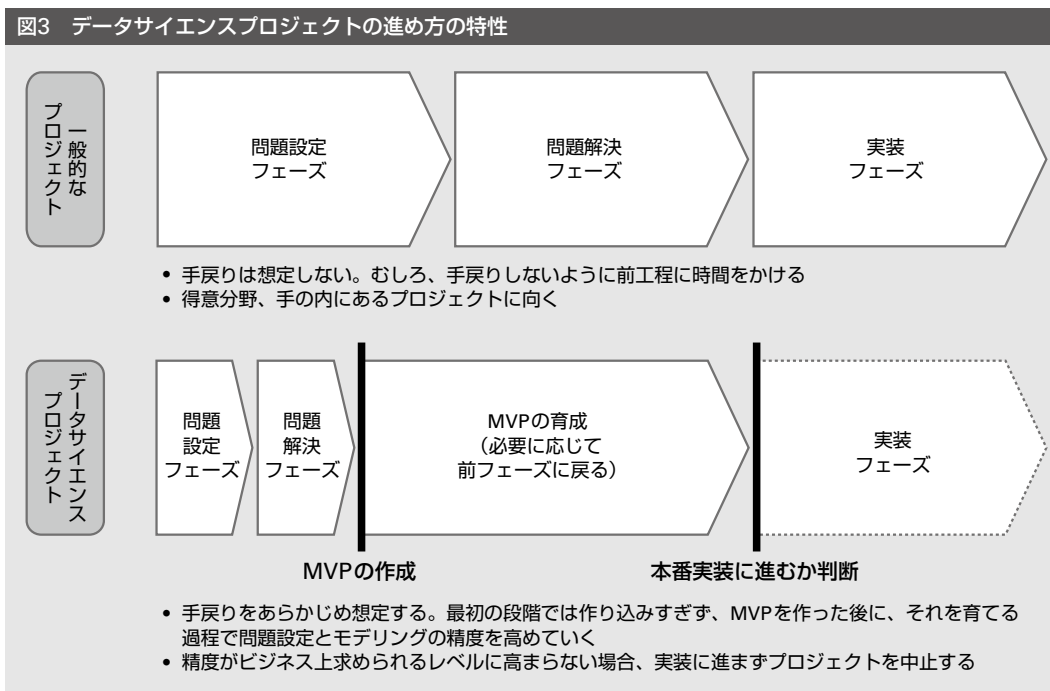 図3 データサイエンスプロジェクトの進め方の特性
一般的な
プロジェクト
問題設定
フェーズ
問題解決
フェーズ
実装
フェーズ
• 手戻りは想定しない。むしろ、手戻りしないように前工程に時間をかける
• 得意分野、手の内にあるプロジェクトに向く
データサイエンス
プロジェクト
問題
設定
フェーズ
問題
解決
フェーズ
MVPの育成
（必要に応じて
前フェーズに戻る）
実装
フェーズ
MVPの作成
本番実装に進むか判断
• 手戻りをあらかじめ想定する。最初の段階では作り込みすぎず、MVPを作った後に、それを育てる
過程で問題設定とモデリングの精度を高めていく
• 精度がビジネス上求められるレベルに高まらない場合、実装に進まずプロジェクトを中止する